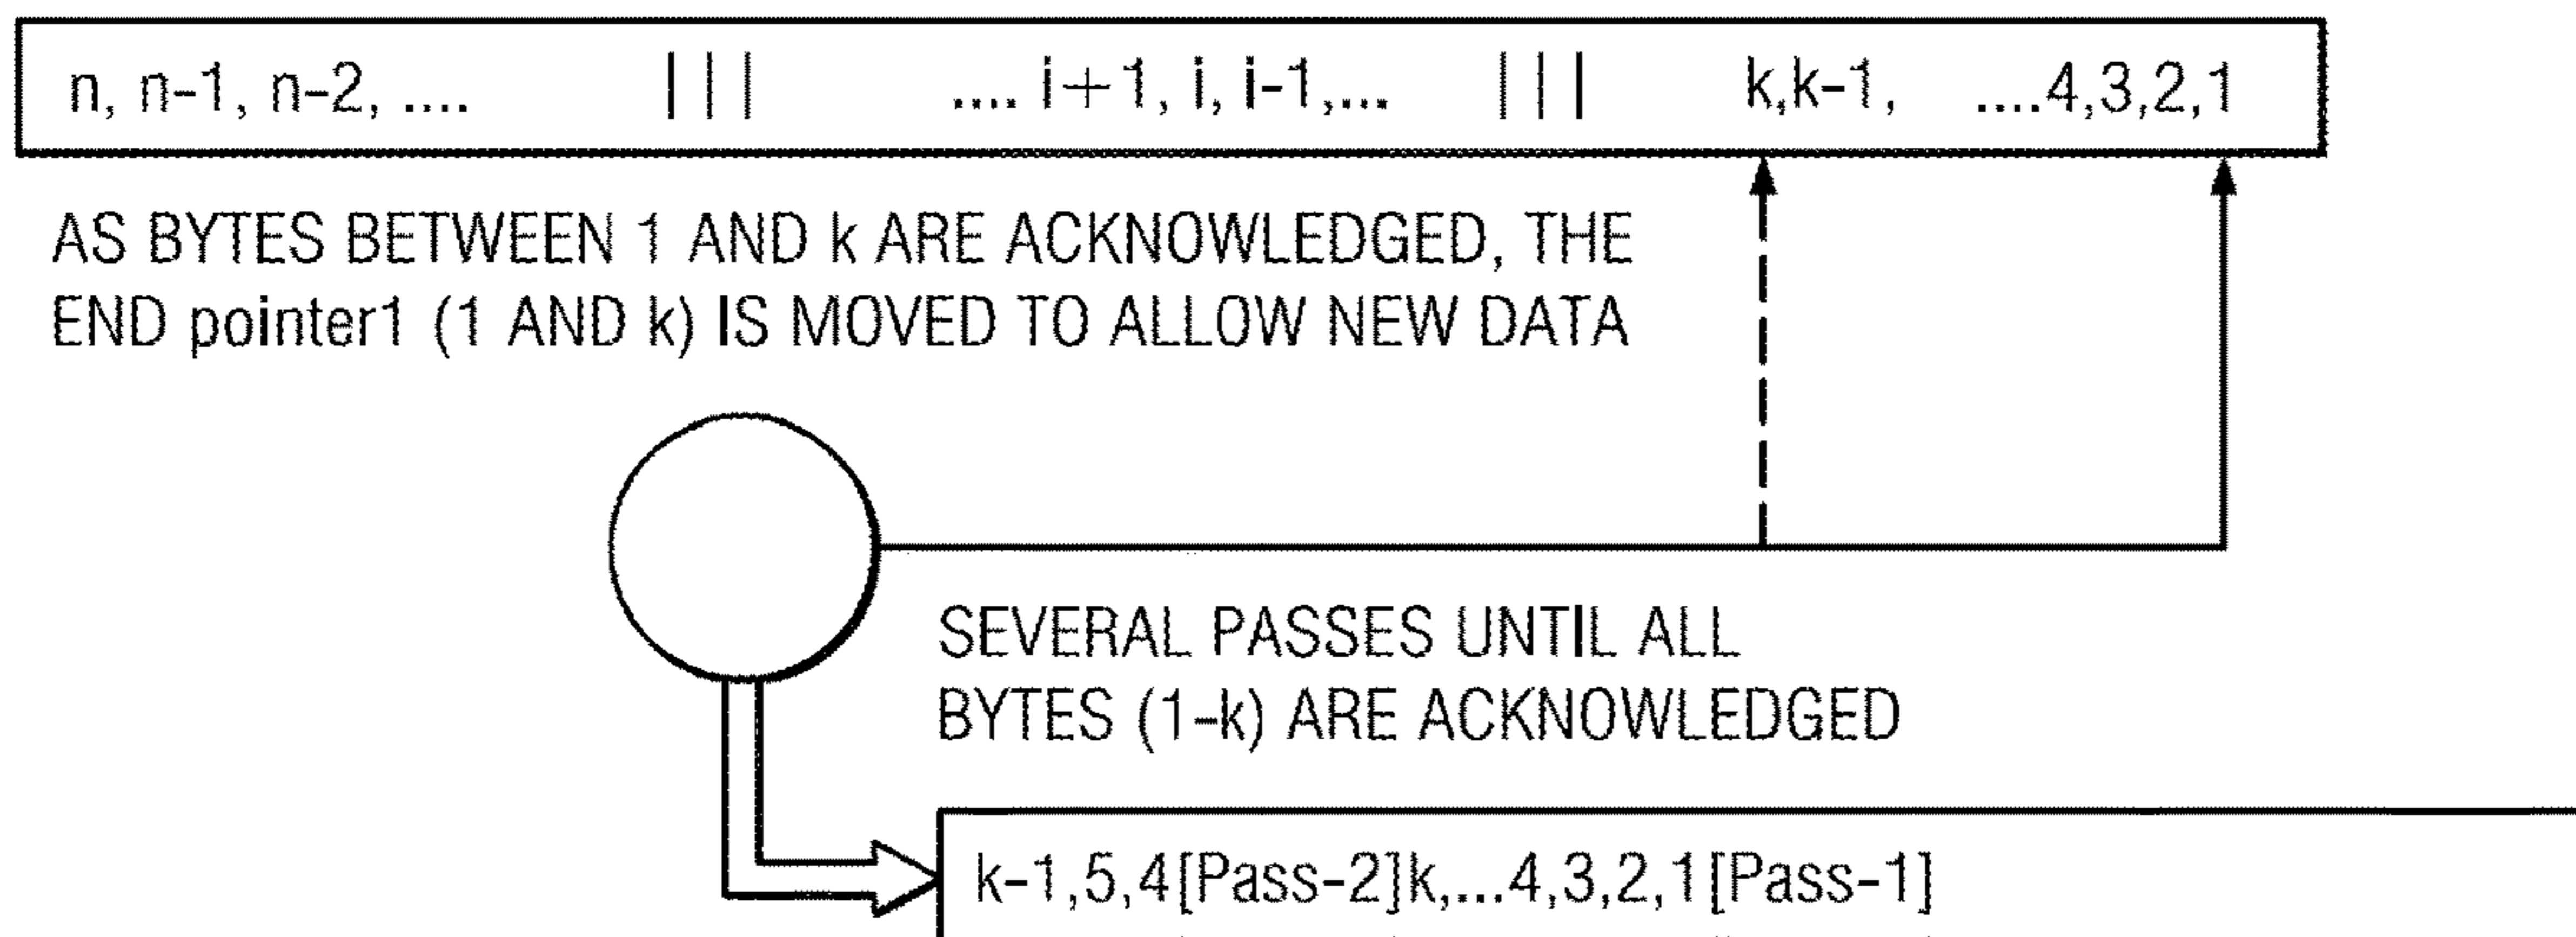 n, n-1, n-2, .... ||| .... i+1, i, i-1,... ||| k,k-1, ....4,3,2,1
AS BYTES BETWEEN 1 AND k ARE ACKNOWLEDGED, THE
END pointer1 (1 AND k) IS MOVED TO ALLOW NEW DATA
SEVERAL PASSES UNTIL ALL
BYTES (1-k) ARE ACKNOWLEDGED
k-1,5,4[Pass-2]k,...4,3,2,1[Pass-1]